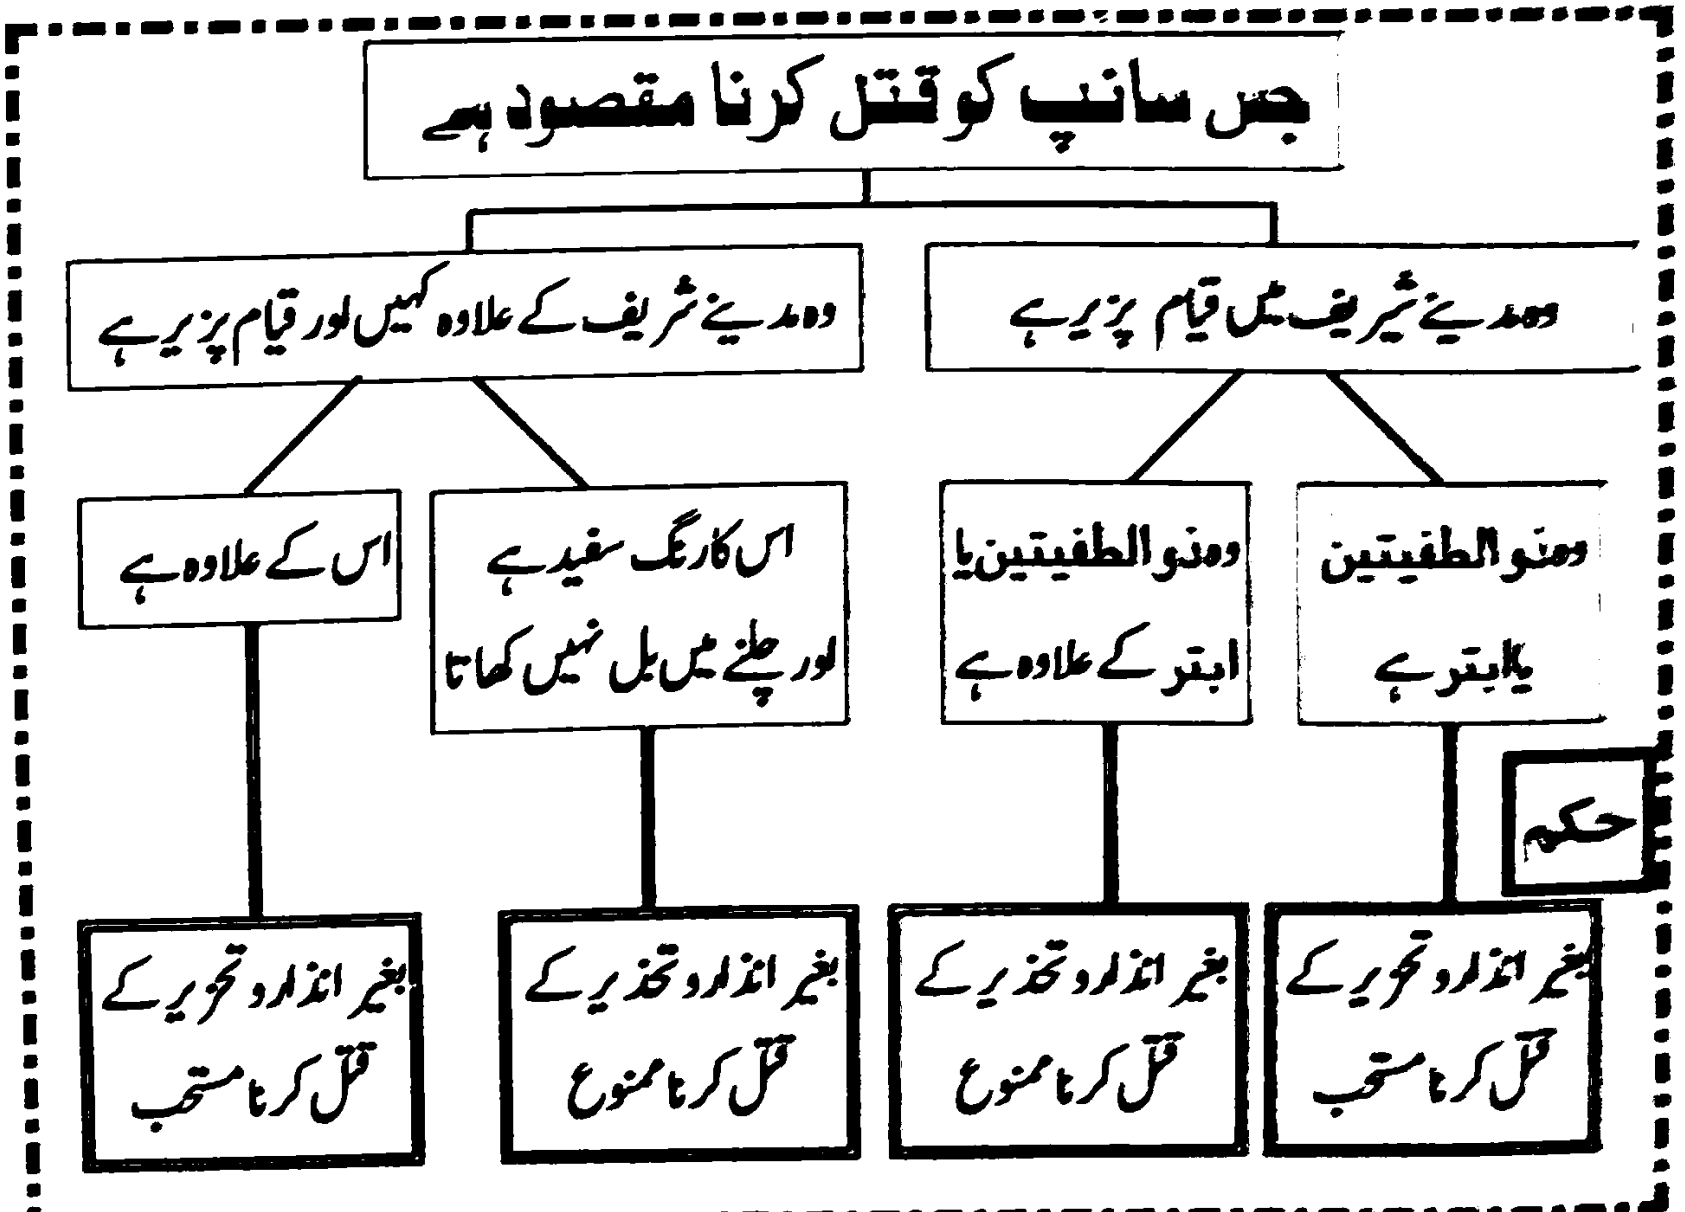 جس سانپ کو قتل کرنا مقصود ہے
وہ مدینے شریف میں قیام پزیر ہے
وہ مدینے شریف کے علاوہ کہیں اور قیام پزیر ہے
وہ ذو الطفیتین
یا ابتر ہے
وہ ذو الطفیتین یا
ابتر کے علاوہ ہے
اس کا رنگ سفید ہے
اور چلنے میں بل نہیں کھاتا
اس کے علاوہ ہے
حکم
بغیر انذار و تحزیر کے
قتل کرنا مستحب
بغیر انذار و تحذیر کے
قتل کرنا ممنوع
بغیر انذار و تحذیر کے
قتل کرنا ممنوع
بغیر انذار و تحزیر کے
قتل کرنا مستحب